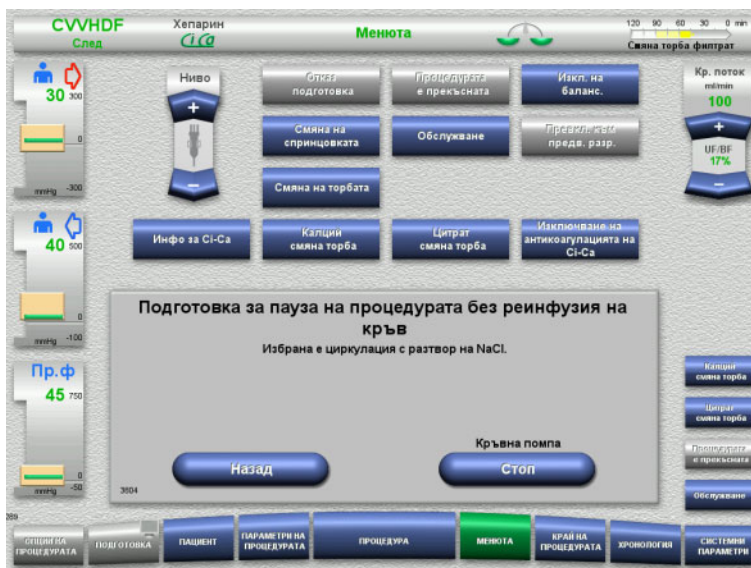 CVVHDF
След
Хепарин
CiCa
Менюта
120 90 60 30 0 min
Смяна торба филтрат
30 300
0
mmHg -300
40 500
0
mmHg -100
Пр.ф
45 750
0
mmHg -50
Ниво
+
−
Отказ
подготовка
Процедурата
е прекъсната
Изкл. на
баланс.
Смяна на
спринцовката
Обслужване
Превкл. към
предв. разр.
Смяна на торбата
Инфо за Ci-Ca
Калции
смяна торба
Цитрат
смяна торба
Изключване на
антикоагулацията на
Ci-Ca
Кр. поток
ml/min
100
+
UF/BF
17%
−
Подготовка за пауза на процедурата без реинфузия на
кръв
Избрана е циркулация с разтвор на NaCl.
Кръвна помпа
Назад
Стоп
3604
Калции
смяна торба
Цитрат
смяна торба
Процедурата
е прекъсната
Обслужване
ОПЦИИ НА
ПРОЦЕДУРАТА
ПОДГОТОВКА
ПАЦИЕНТ
ПАРАМЕТРИ НА
ПРОЦЕДУРАТА
ПРОЦЕДУРА
МЕНЮТА
КРАЙ НА
ПРОЦЕДУРАТА
ХРОНОЛОГИЯ
СИСТЕМНИ
ПАРАМЕТРИ